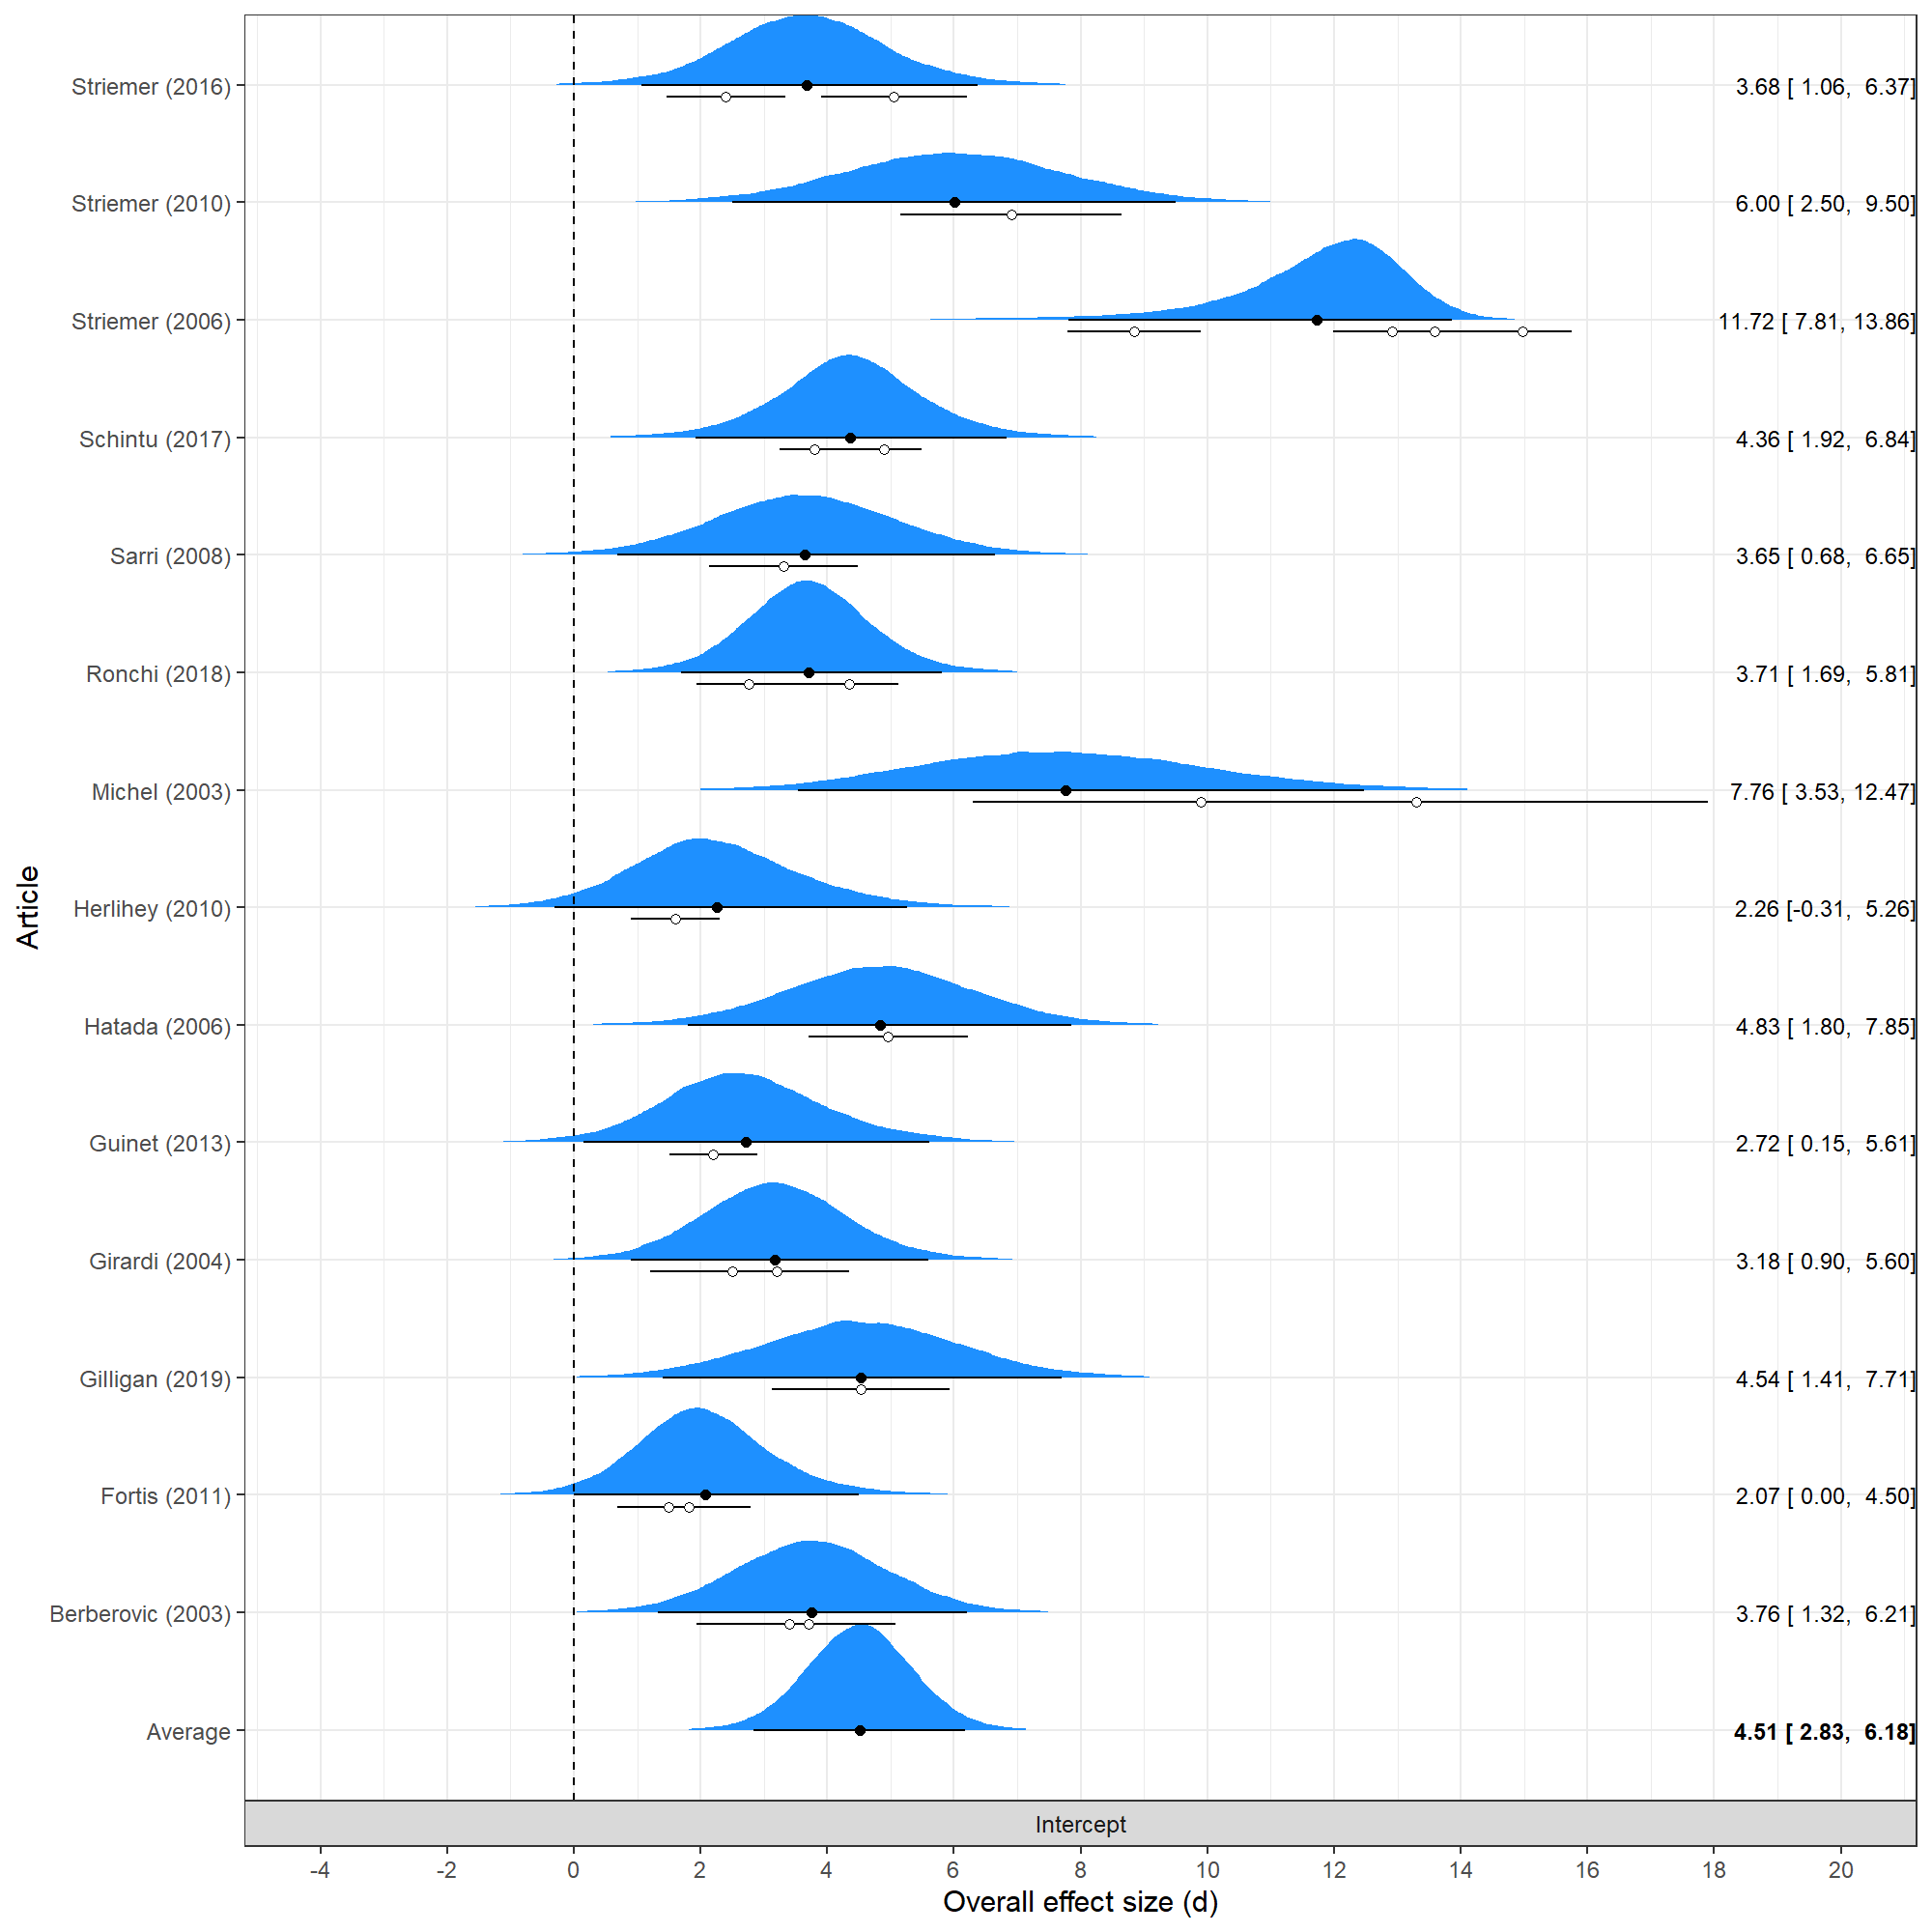 Striemer (2016) 3.68 [ 1.06, 6.37]
Striemer (2010) 6.00 [ 2.50, 9.50]
Striemer (2006) 11.72 [ 7.81, 13.86]
Schintu (2017) 4.36 [ 1.92, 6.84]
Sarri (2008) 3.65 [ 0.68, 6.65]
Ronchi (2018) 3.71 [ 1.69, 5.81]
Michel (2003) 7.76 [ 3.53, 12.47]
Herlihey (2010) 2.26 [-0.31, 5.26]
Hatada (2006) 4.83 [ 1.80, 7.85]
Guinet (2013) 2.72 [ 0.15, 5.61]
Girardi (2004) 3.18 [ 0.90, 5.60]
Gilligan (2019) 4.54 [ 1.41, 7.71]
Fortis (2011) 2.07 [ 0.00, 4.50]
Berberovic (2003) 3.76 [ 1.32, 6.21]
Average 4.51 [ 2.83, 6.18]
Article
Intercept
-4 -2 0 2 4 6 8 10 12 14 16 18 20
Overall effect size (d)